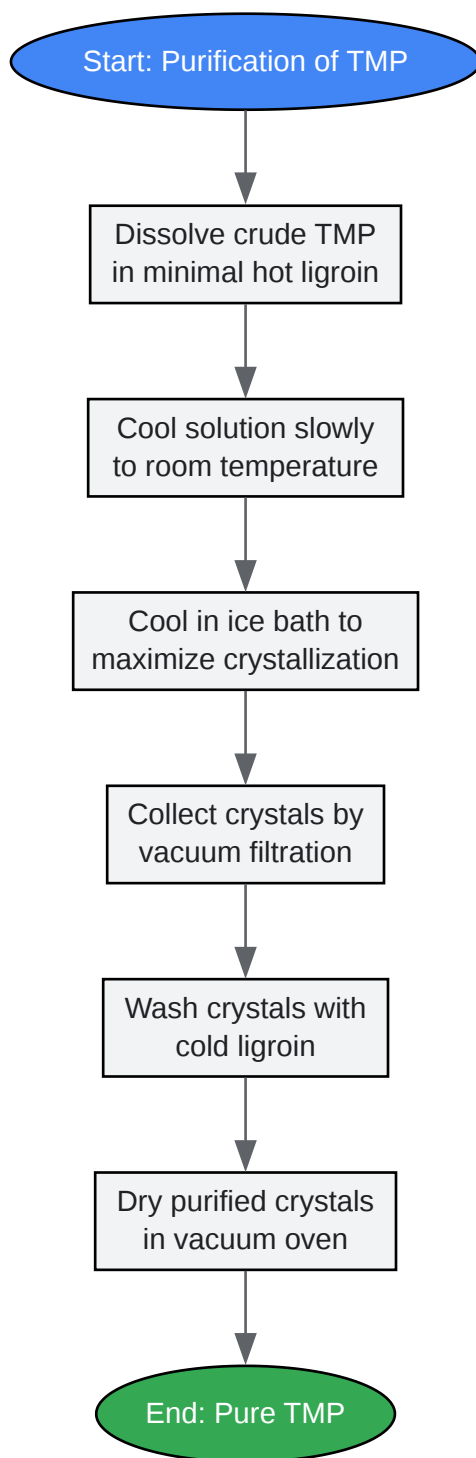 Start: Purification of TMP
Dissolve crude TMP
in minimal hot ligroin
Cool solution slowly
to room temperature
Cool in ice bath to
maximize crystallization
Collect crystals by
vacuum filtration
Wash crystals with
cold ligroin
Dry purified crystals
in vacuum oven
End: Pure TMP